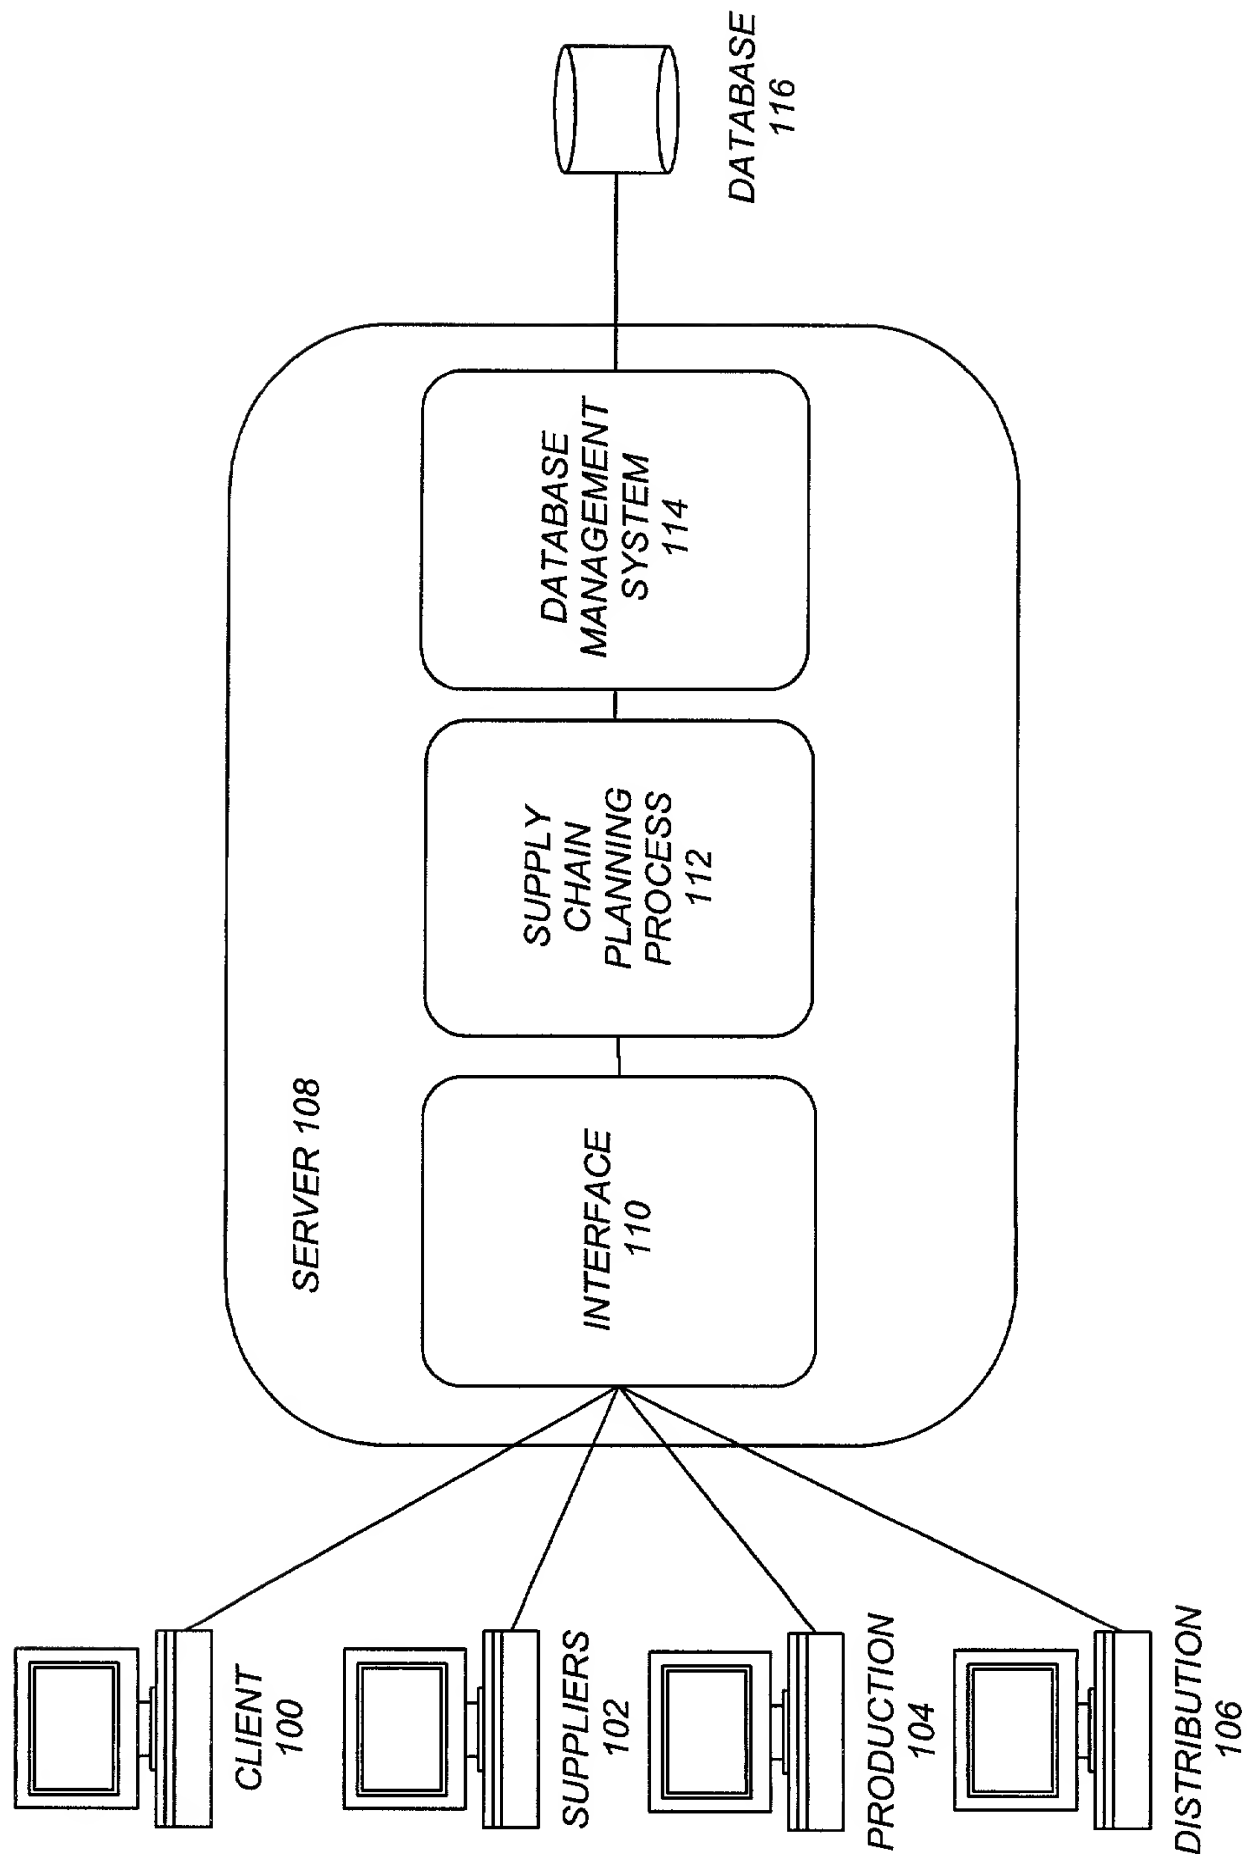 CLIENT
100
SUPPLIERS
102
PRODUCTION
104
DISTRIBUTION
106
SERVER 108
INTERFACE
110
SUPPLY
CHAIN
PLANNING
PROCESS
112
DATABASE
MANAGEMENT
SYSTEM
114
DATABASE
116